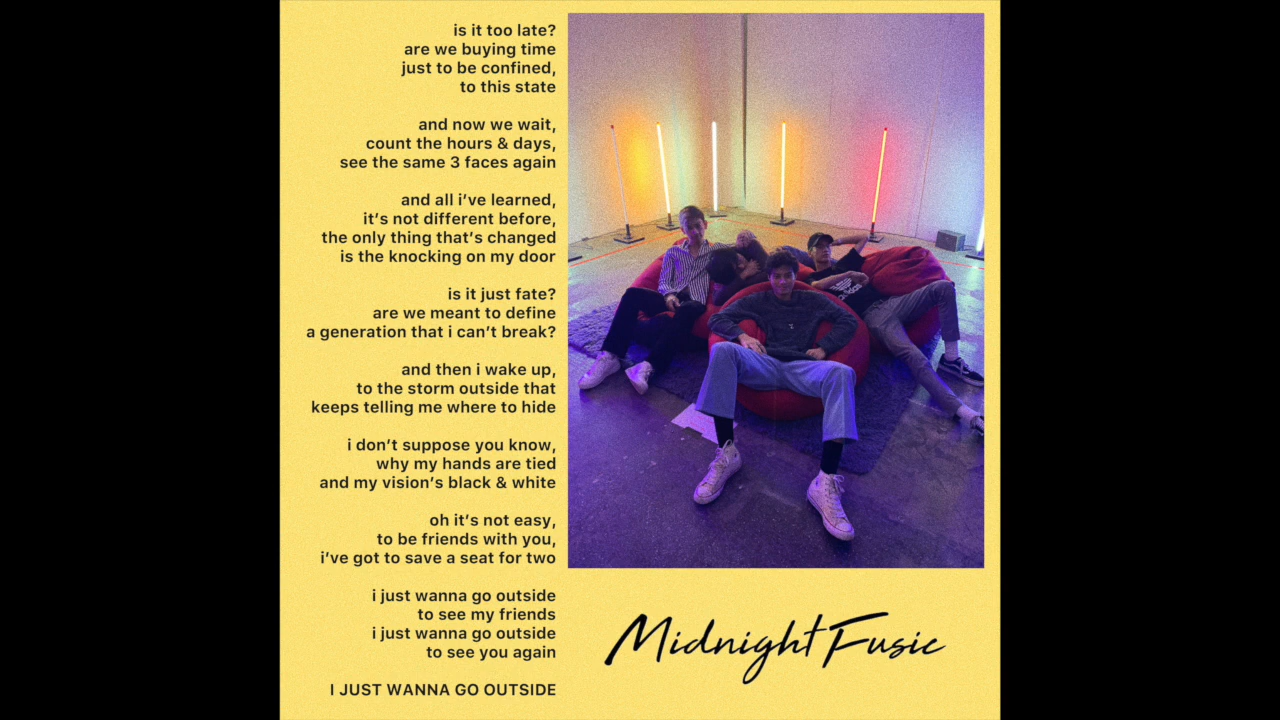 is it too late?
are we buying time
just to be confined,
to this state
and now we wait,
count the hours & days,
see the same 3 faces again
and all i’ve learned,
it’s not different before,
the only thing that’s changed
is the knocking on my door
is it just fate?
are we meant to define
a generation that i can’t break?
and then i wake up,
to the storm outside that
keeps telling me where to hide
i don’t suppose you know,
why my hands are tied
and my vision’s black & white
oh it’s not easy,
to be friends with you,
i’ve got to save a seat for two
i just wanna go outside
to see my friends
i just wanna go outside
to see you again
I JUST WANNA GO OUTSIDE
Midnight Fusic